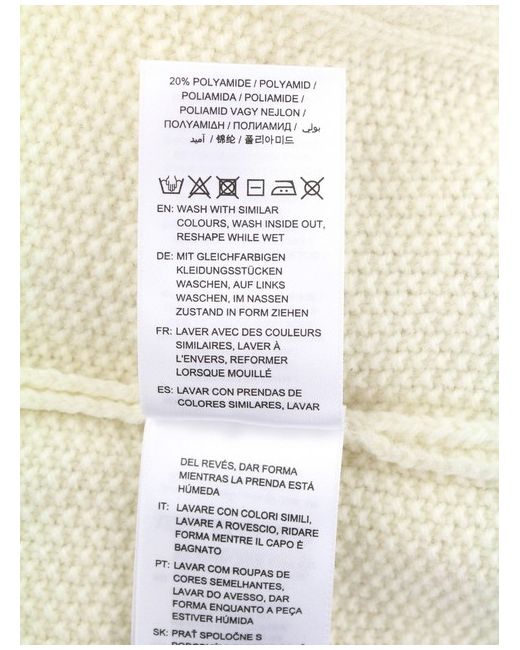 20% POLYAMIDE / POLYAMID /
POLIAMIDA / POLIAMIDE /
POLIAMID VAGY NEJLON /
ΠΟΛΥΑΜΙΔΗ / ПОЛИАМИД / بولي
أميد / 锦纶 / 폴리아미드
EN: WASH WITH SIMILAR
COLOURS, WASH INSIDE OUT,
RESHAPE WHILE WET
DE: MIT GLEICHFARBIGEN
KLEIDUNGSSTÜCKEN
WASCHEN, AUF LINKS
WASCHEN, IM NASSEN
ZUSTAND IN FORM ZIEHEN
FR: LAVER AVEC DES COULEURS
SIMILAIRES, LAVER À
L'ENVERS, REFORMER
LORSQUE MOUILLÉ
ES: LAVAR CON PRENDAS DE
COLORES SIMILARES, LAVAR
DEL REVÉS, DAR FORMA
MIENTRAS LA PRENDA ESTÁ
HÚMEDA
IT: LAVARE CON COLORI SIMILI,
LAVARE A ROVESCIO, RIDARE
FORMA MENTRE IL CAPO È
BAGNATO
PT: LAVAR COM ROUPAS DE
CORES SEMELHANTES,
LAVAR DO AVESSO, DAR
FORMA ENQUANTO A PEÇA
ESTIVER HÚMIDA
SK: PRAŤ SPOLOČNE S